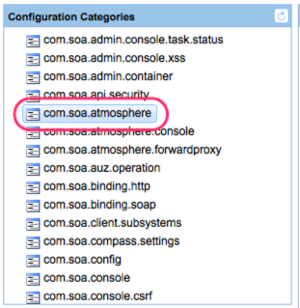 Configuration Categories
com.soa.admin.console.task.status
com.soa.admin.console.xss
com.soa.admin.container
com.soa.api.security
com.soa.atmosphere
com.soa.atmosphere.console
com.soa.atmosphere.forwardproxy
com.soa.auz.operation
com.soa.binding.http
com.soa.binding.soap
com.soa.client.subsystems
com.soa.compass.settings
com.soa.config
com.soa.console
com.soa.console.csrf